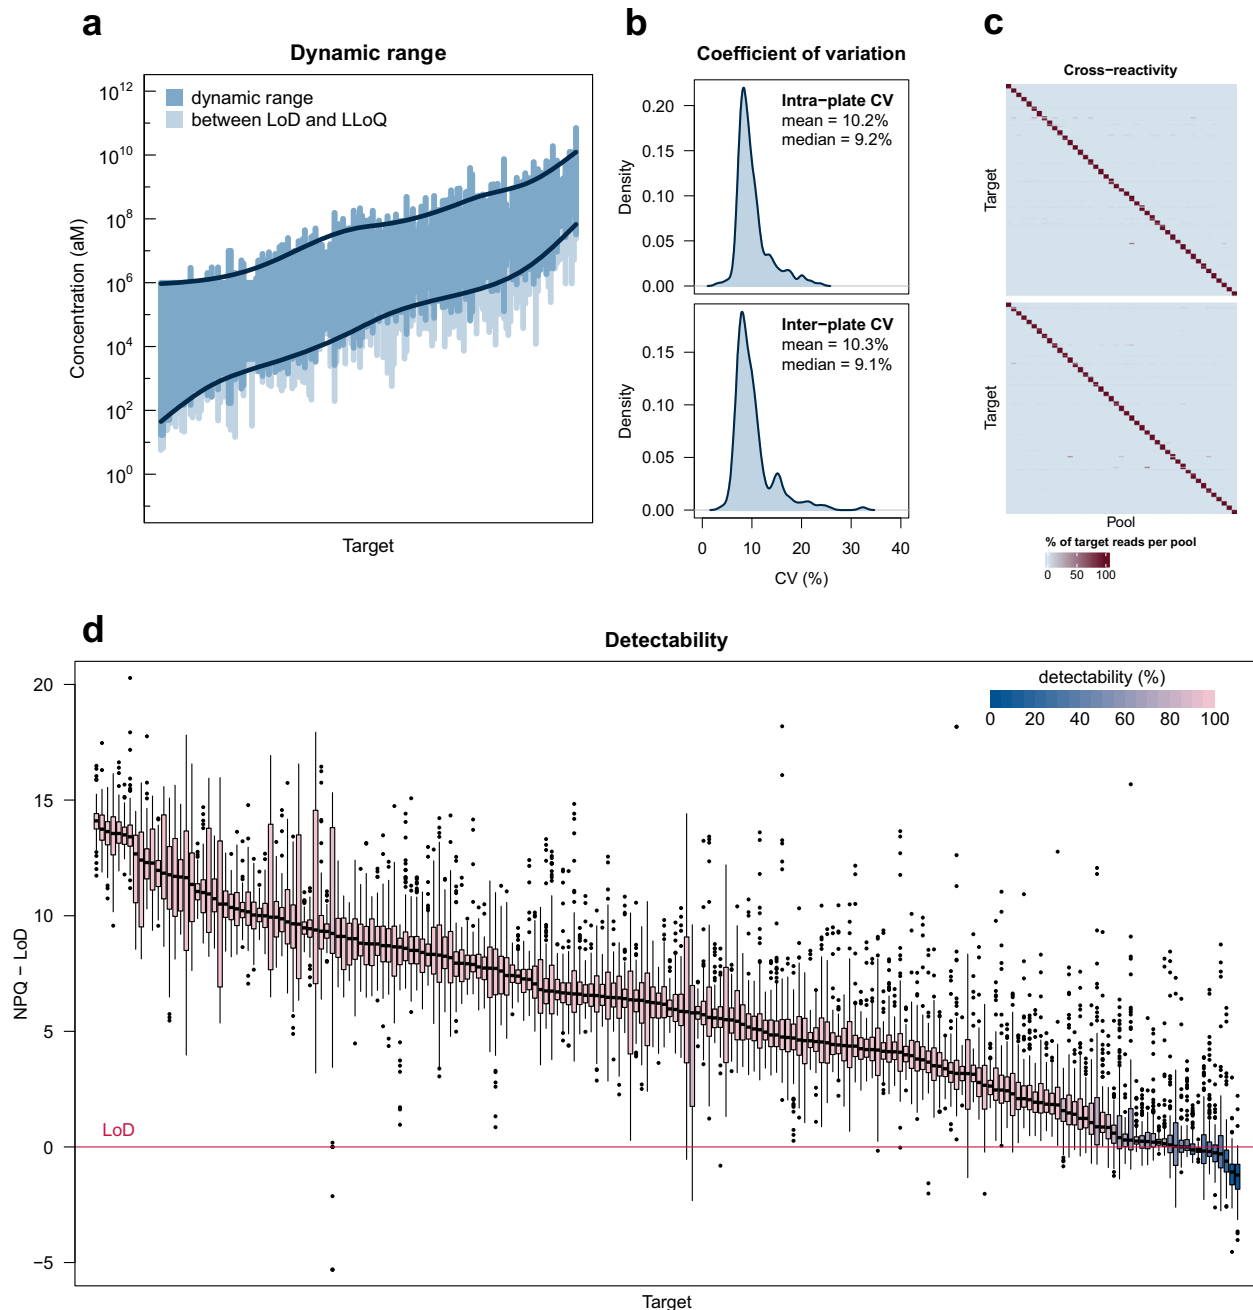 a
Dynamic range
dynamic range
between LoD and LLoQ
10^12
10^10
10^8
10^6
10^4
10^2
10^0
Concentration (aM)
Target
b
Coefficient of variation
Intra−plate CV
mean = 10.2%
median = 9.2%
0.20
0.15
0.10
0.05
0.00
Density
Inter−plate CV
mean = 10.3%
median = 9.1%
0.15
0.10
0.05
0.00
Density
0 10 20 30 40
CV (%)
c
Cross−reactivity
Target
Target
Pool
% of target reads per pool
0 50 100
d
Detectability
detectability (%)
0 20 40 60 80 100
20
15
10
5
0
−5
NPQ − LoD
LoD
Target